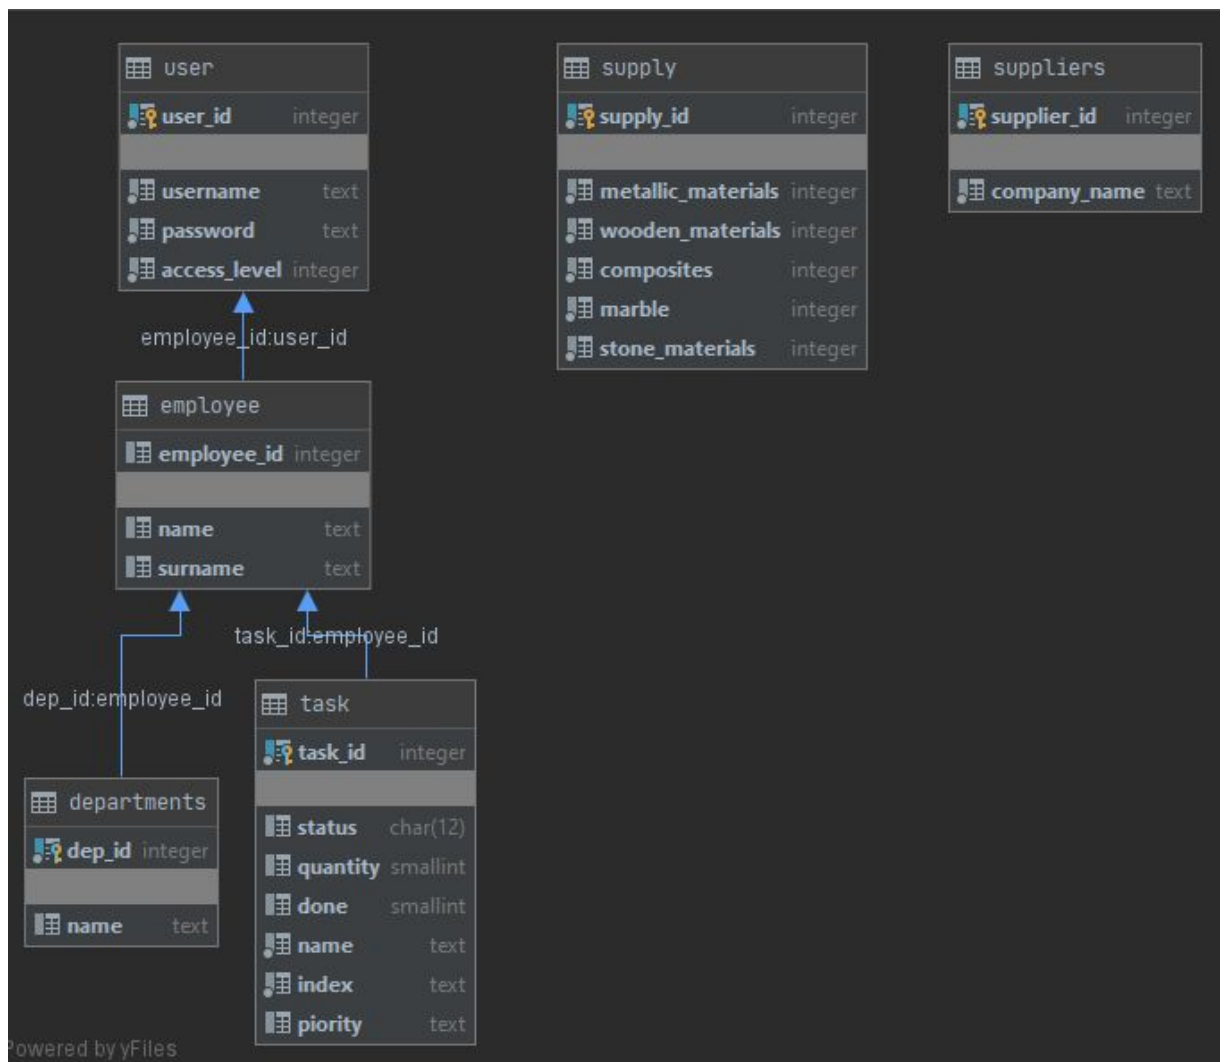 user
user_id integer
username text
password text
access_level integer
employee_id:user_id
employee
employee_id integer
name text
surname text
task_id:employee_id
dep_id:employee_id
departments
dep_id integer
name text
task
task_id integer
status char(12)
quantity smallint
done smallint
name text
index text
piority text
supply
supply_id integer
metallic_materials integer
wooden_materials integer
composites integer
marble integer
stone_materials integer
suppliers
supplier_id integer
company_name text
Powered by yFiles